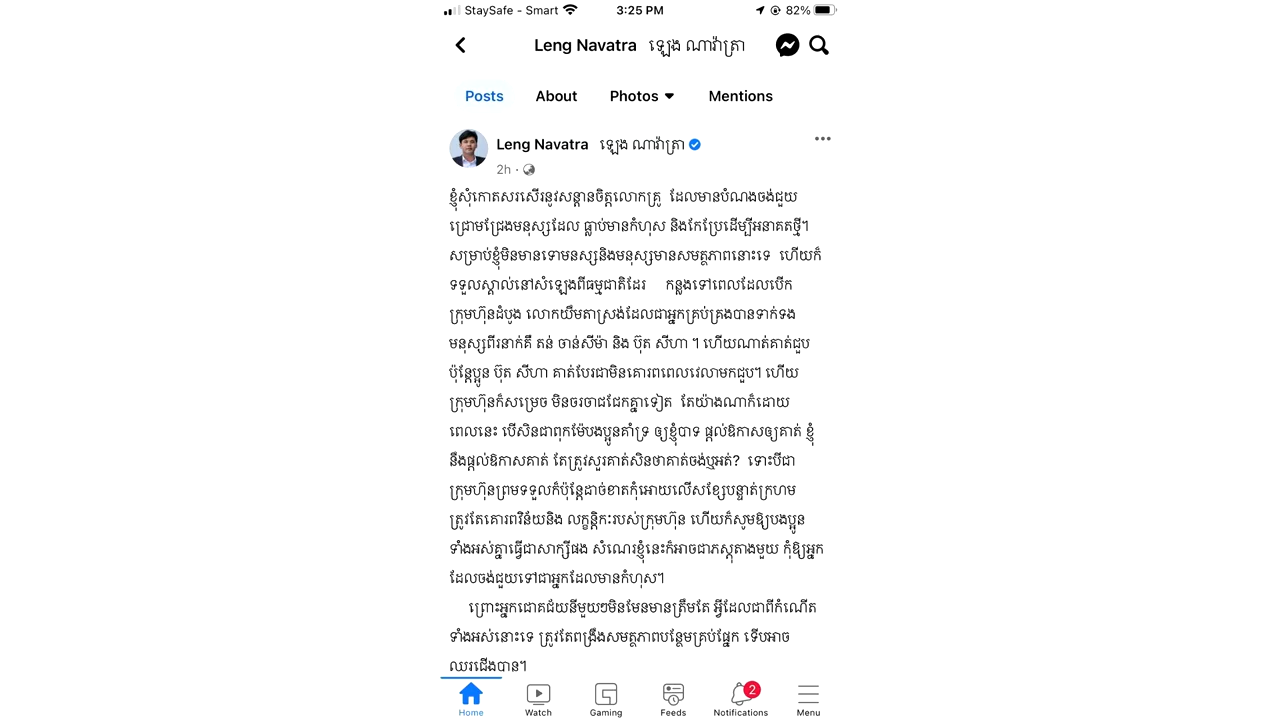 StaySafe - Smart 3:25 PM 82%
Leng Navatra ឡេង ណាវ៉ាត្រា
Posts About Photos Mentions
Leng Navatra ឡេង ណាវ៉ាត្រា
2h ·
ខ្ញុំសុំកោតសរសើរនូវសន្តានចិត្តលោកគ្រូ ដែលមានបំណងចង់ជួយ
ជ្រោមជ្រែងមនុស្សដែល ធ្លាប់មានកំហុស និងកែប្រែដើម្បីអនាគតថ្មី។
សម្រាប់ខ្ញុំមិនមានទោមនស្សនិងមនុស្សមានសមត្ថភាពនោះទេ ហើយក៏
ទទួលស្គាល់នៅសំឡេងពីធម្មជាតិដែរ កន្លងទៅពេលដែលបើក
ក្រុមហ៊ុនដំបូង លោកយឹមតាស្រង់ដែលជាអ្នកគ្រប់គ្រងបានទាក់ទង
មនុស្សពីរនាក់គឺ តន់ ចាន់សីម៉ា និង ប៊ុត សីហា ។ ហើយណាត់គាត់ជួប
ប៉ុន្តែប្អូន ប៊ុត សីហា គាត់បែរជាមិនគោរពពេលវេលាមកជួប។ ហើយ
ក្រុមហ៊ុនក៏សម្រេច មិនចរចាជជែកគ្នាទៀត តែយ៉ាងណាក៏ដោយ
ពេលនេះ បើសិនជាពុកម៉ែបងប្អូនគាំទ្រ ឲ្យខ្ញុំបាទ ផ្តល់ឱកាសឲ្យគាត់ ខ្ញុំ
នឹងផ្តល់ឱកាសគាត់ តែត្រូវសួរគាត់សិនថាគាត់ចង់ឬអត់? ទោះបីជា
ក្រុមហ៊ុនព្រមទទួលក៏ប៉ុន្តែដាច់ខាតកុំអោយលើសខ្សែបន្ទាត់ក្រហម
ត្រូវតែគោរពវិន័យនិង លក្ខន្តិកៈរបស់ក្រុមហ៊ុន ហើយក៏សូមឱ្យបងប្អូន
ទាំងអស់គ្នាធ្វើជាសាក្សីផង សំណេរខ្ញុំនេះក៏អាចជាភស្តុតាងមួយ កុំឱ្យអ្នក
ដែលចង់ជួយទៅជាអ្នកដែលមានកំហុស។
ព្រោះអ្នកជោគជ័យនីមួយៗមិនមែនមានត្រឹមតែ អ្វីដែលជាពីកំណើត
ទាំងអស់នោះទេ ត្រូវតែពង្រឹងសមត្ថភាពបន្ថែមគ្រប់ផ្នែក ទើបអាច
ឈរជើងបាន។
2
Home Watch Gaming Feeds Notifications Menu